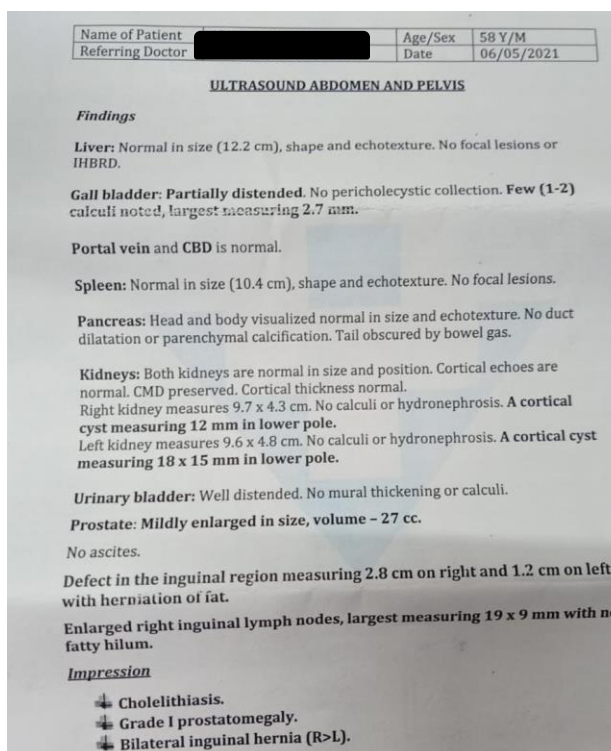 Name of Patient
Age/Sex 58 Y/M
Referring Doctor
Date 06/05/2021
ULTRASOUND ABDOMEN AND PELVIS
Findings
Liver: Normal in size (12.2 cm), shape and echotexture. No focal lesions or
IHBRD.
Gall bladder: Partially distended. No pericholecystic collection. Few (1-2)
calculi noted, largest measuring 2.7 mm.
Portal vein and CBD is normal.
Spleen: Normal in size (10.4 cm), shape and echotexture. No focal lesions.
Pancreas: Head and body visualized normal in size and echotexture. No duct
dilatation or parenchymal calcification. Tail obscured by bowel gas.
Kidneys: Both kidneys are normal in size and position. Cortical echoes are
normal. CMD preserved. Cortical thickness normal.
Right kidney measures 9.7 x 4.3 cm. No calculi or hydronephrosis. A cortical
cyst measuring 12 mm in lower pole.
Left kidney measures 9.6 x 4.8 cm. No calculi or hydronephrosis. A cortical cyst
measuring 18 x 15 mm in lower pole.
Urinary bladder: Well distended. No mural thickening or calculi.
Prostate: Mildly enlarged in size, volume – 27 cc.
No ascites.
Defect in the inguinal region measuring 2.8 cm on right and 1.2 cm on left
with herniation of fat.
Enlarged right inguinal lymph nodes, largest measuring 19 x 9 mm with
fatty hilum.
Impression
Cholelithiasis.
Grade I prostatomegaly.
Bilateral inguinal hernia (R>L).